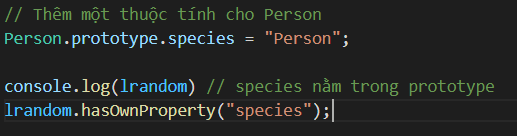 // Thêm một thuộc tính cho Person
Person.prototype.species = "Person";
console.log(lrandom) // species nằm trong prototype
lrandom.hasOwnProperty("species");